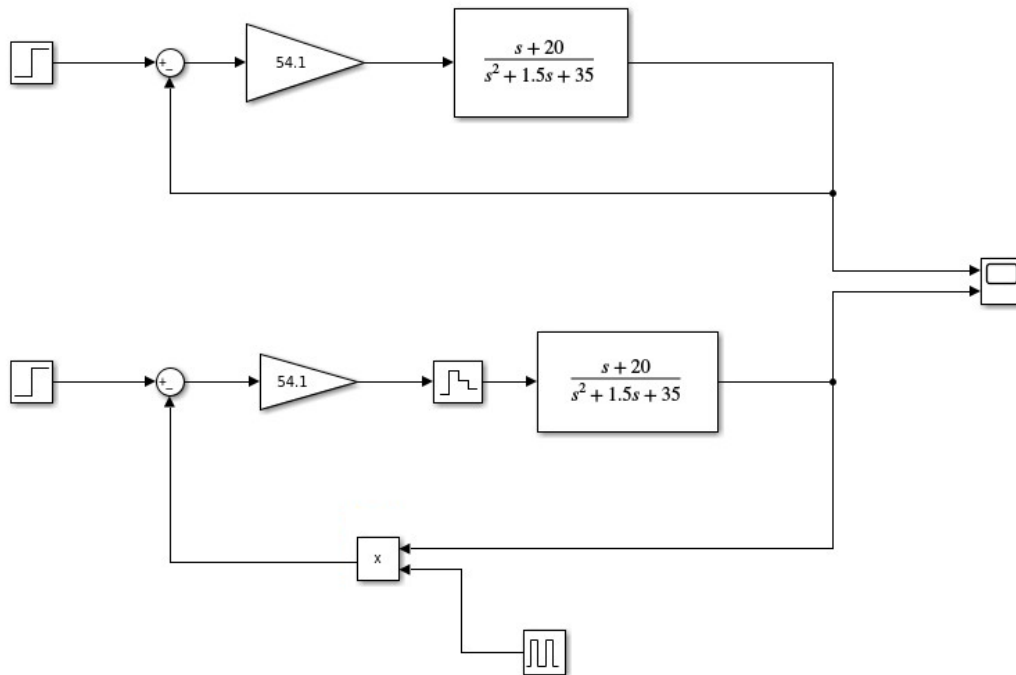 +
−
54.1
s + 20
s² + 1.5s + 35
+
−
54.1
s + 20
s² + 1.5s + 35
x